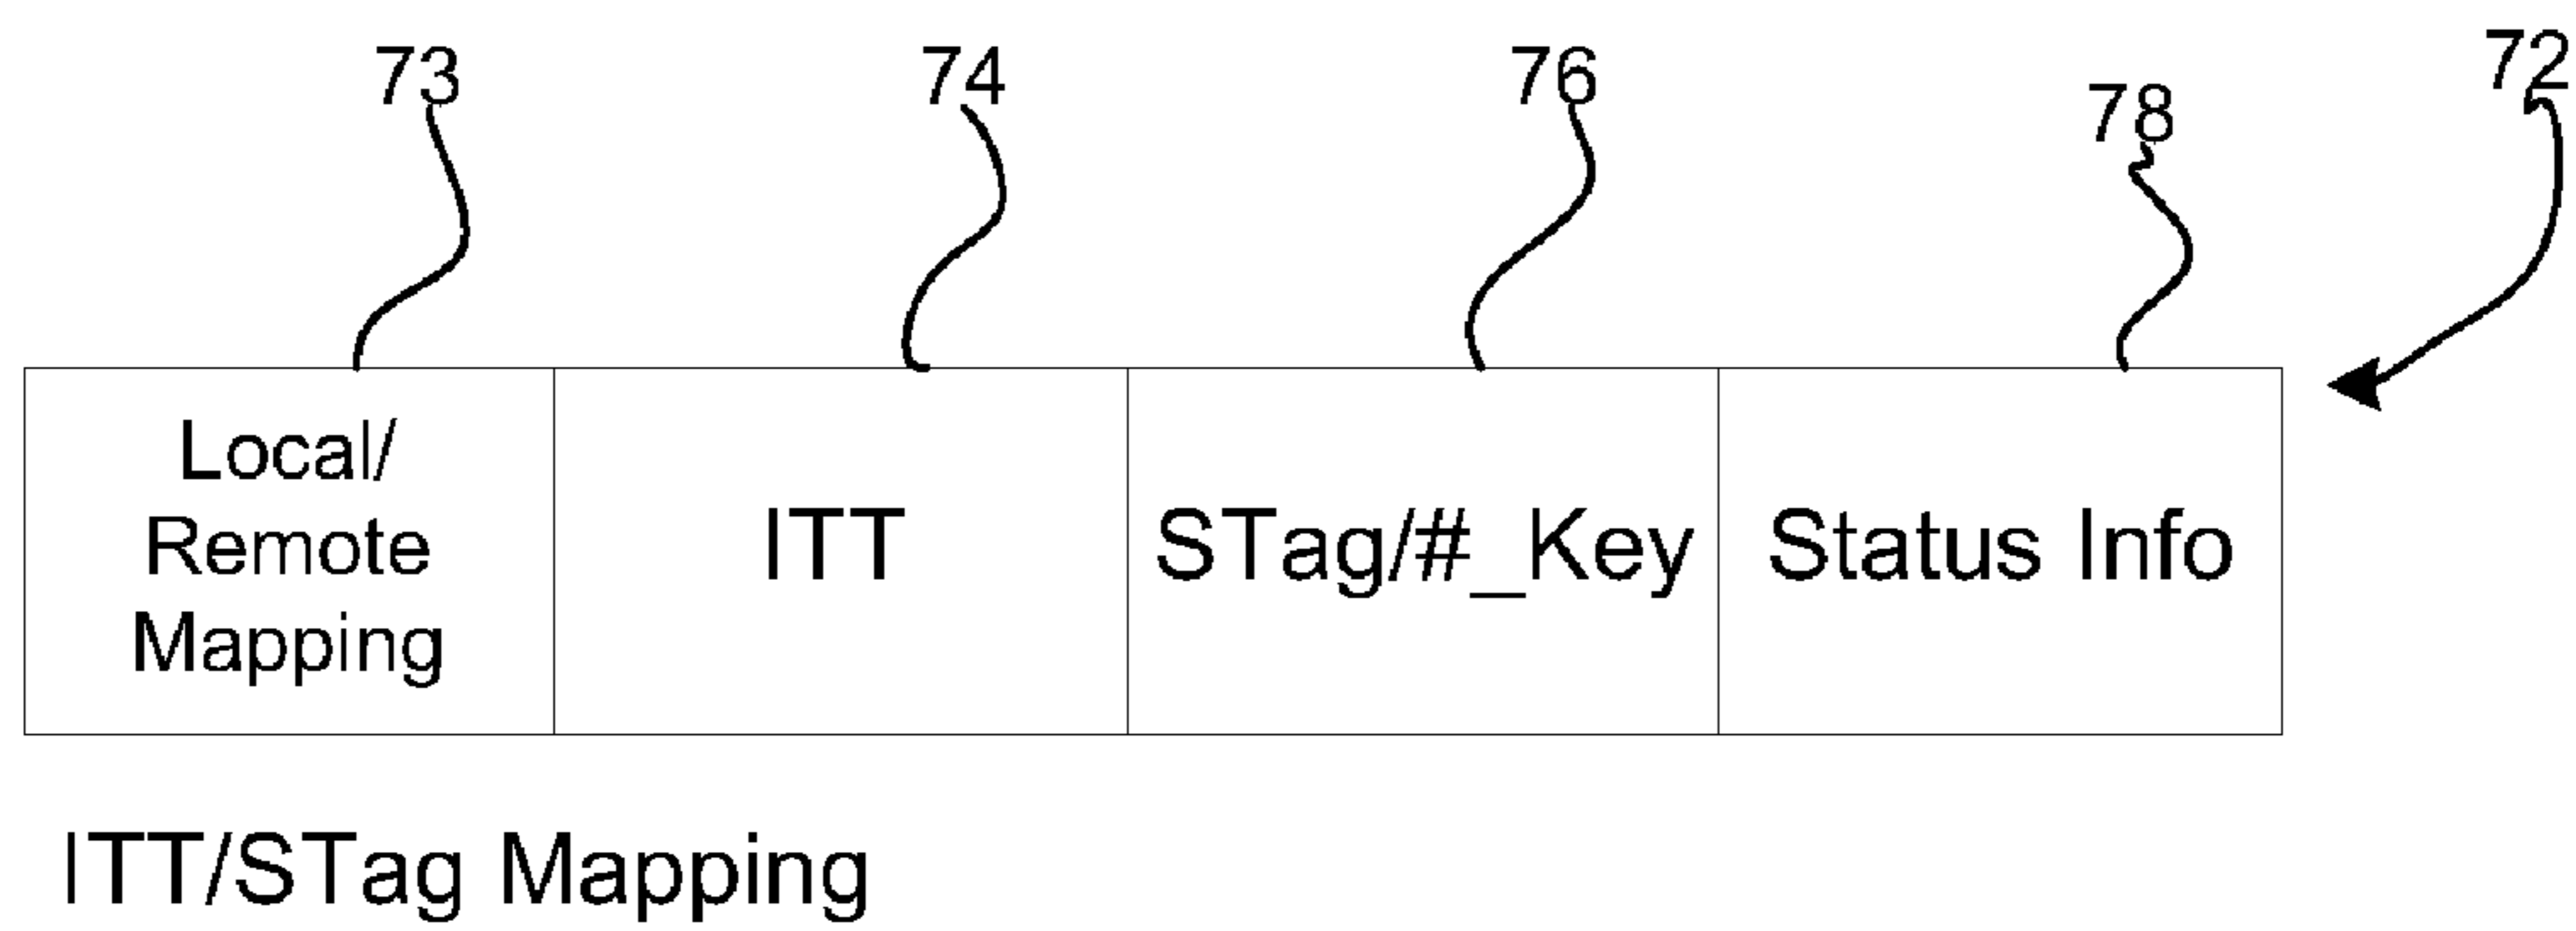 73
74
76
78
72
Local/
Remote
Mapping
ITT
STag/#_Key
Status Info
ITT/STag Mapping